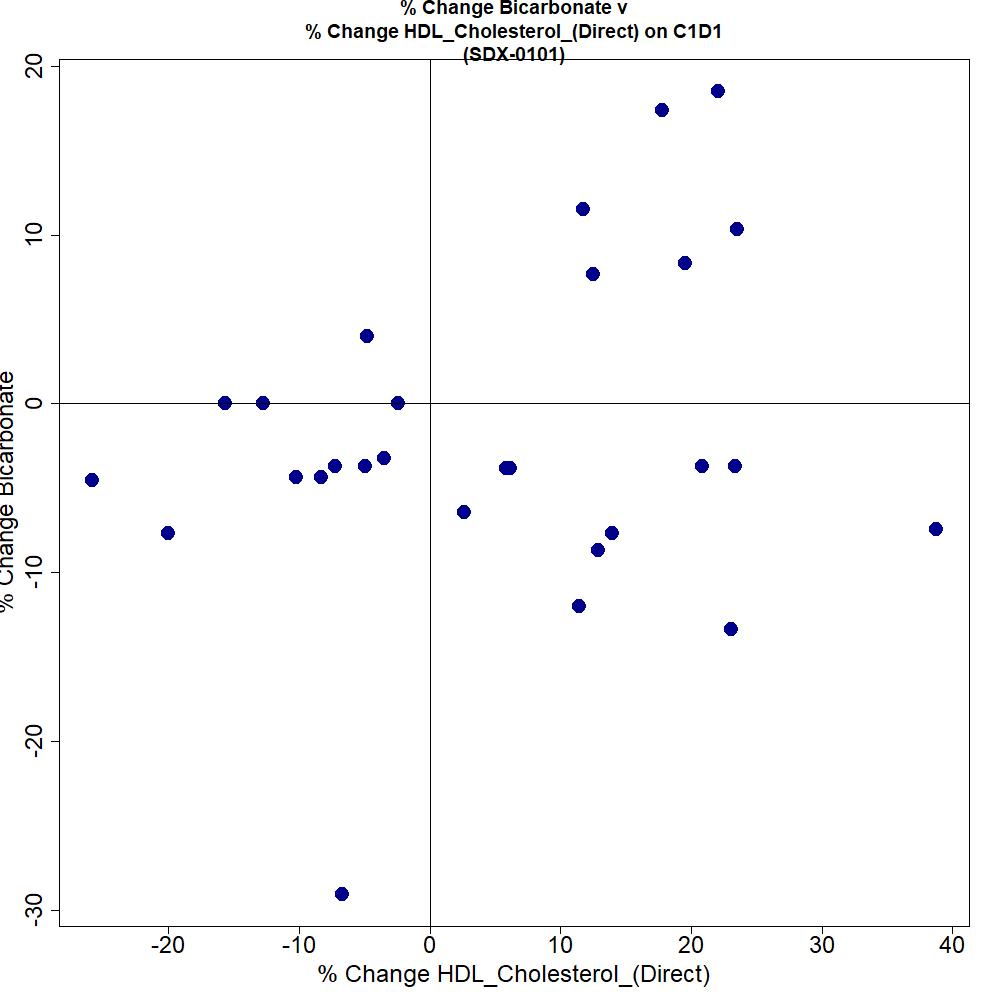 % Change Bicarbonate v
% Change HDL_Cholesterol_(Direct) on C1D1
(SDX-0101)
20
10
0
-10
-20
-30
% Change Bicarbonate
-20
-10
0
10
20
30
40
% Change HDL_Cholesterol_(Direct)